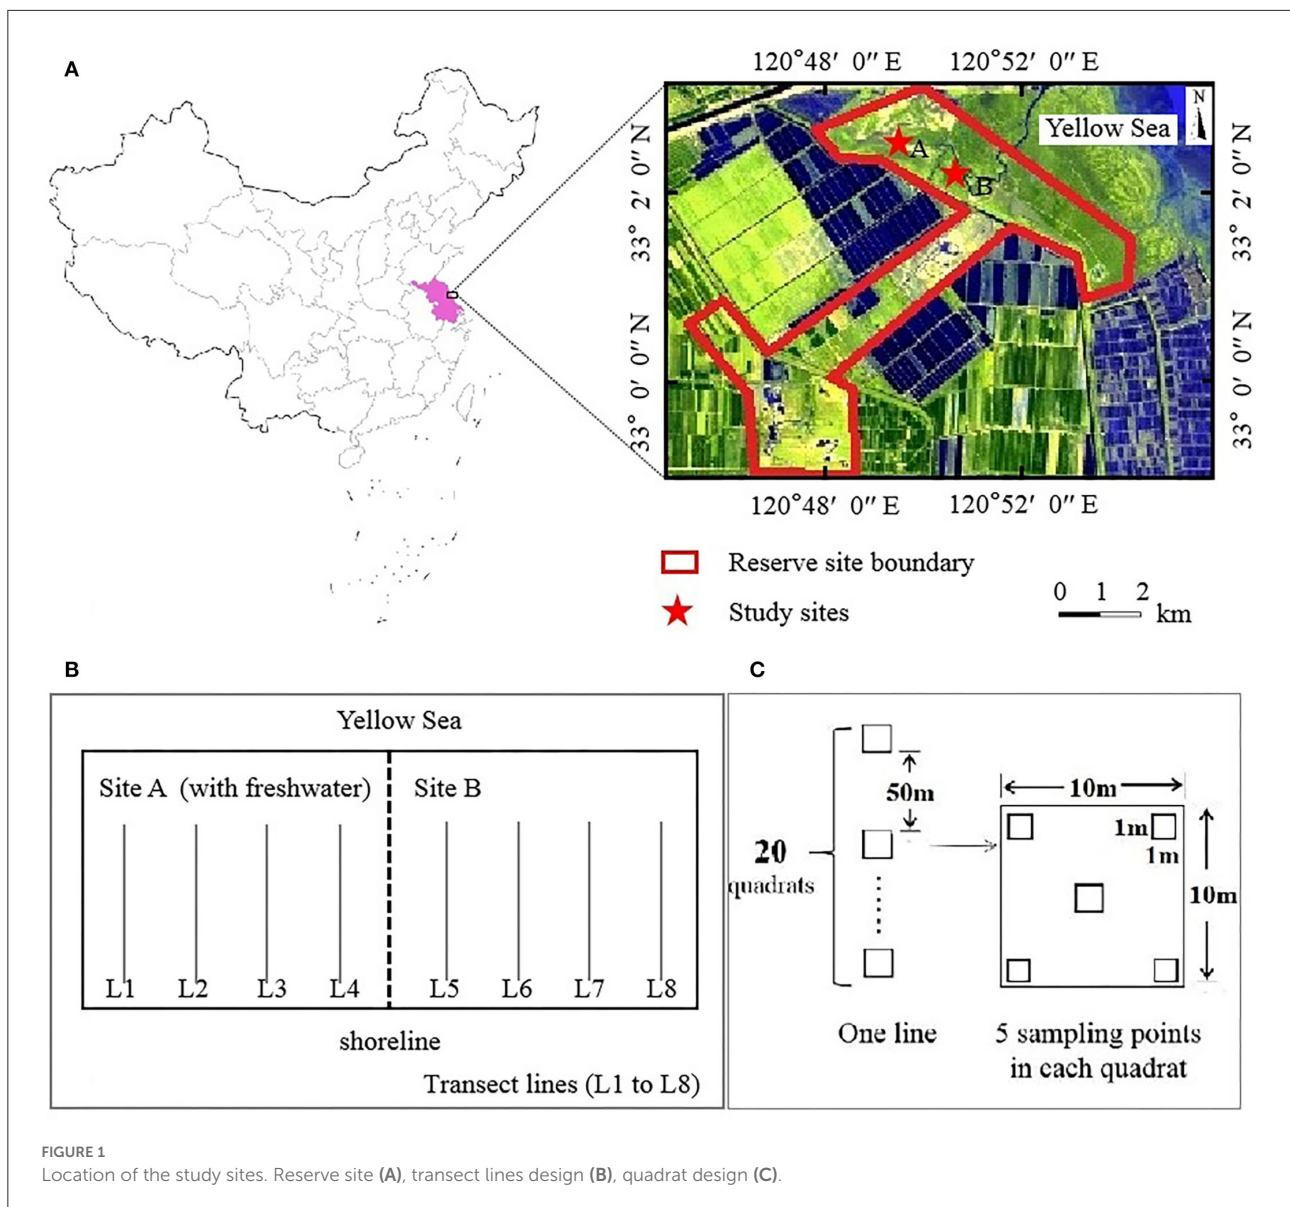 A
120°48′ 0″ E
120°52′ 0″ E
N
Yellow Sea
A
B
33° 0′ 0″ N 33° 2′ 0″ N
33° 0′ 0″ N 33° 2′ 0″ N
120°48′ 0″ E
120°52′ 0″ E
Reserve site boundary
Study sites
0 1 2
km
B
Yellow Sea
Site A (with freshwater)
Site B
L1 L2 L3 L4 L5 L6 L7 L8
shoreline
Transect lines (L1 to L8)
C
50m
20
quadrats
One line
10m
1m
1m
10m
5 sampling points
in each quadrat
FIGURE 1
Location of the study sites. Reserve site (A), transect lines design (B), quadrat design (C).